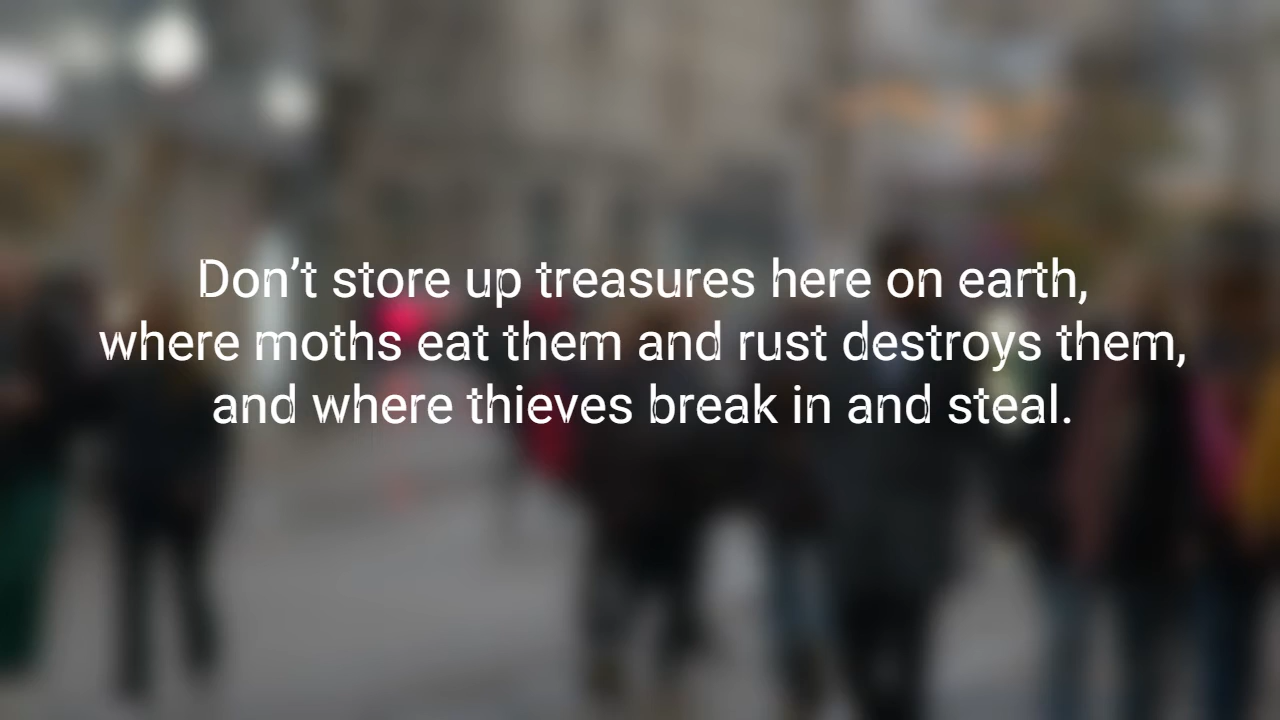 Don’t store up treasures here on earth,
where moths eat them and rust destroys them,
and where thieves break in and steal.